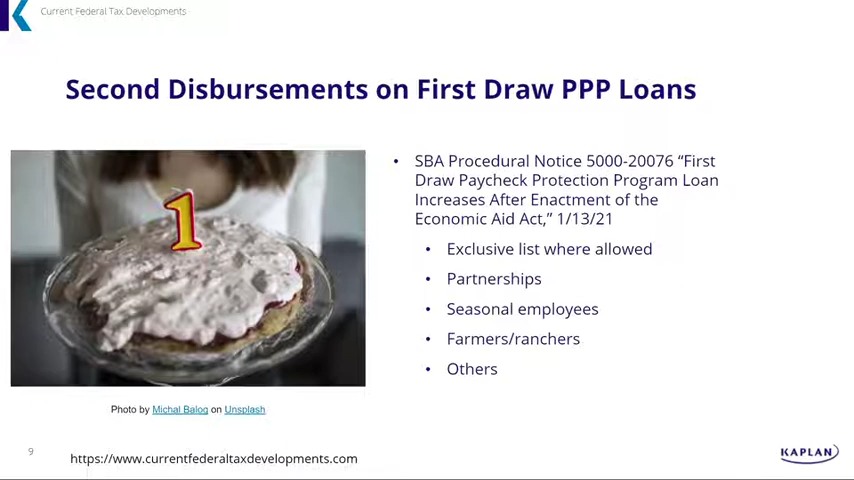 Current Federal Tax Developments
Second Disbursements on First Draw PPP Loans
• SBA Procedural Notice 5000-20076 “First
Draw Paycheck Protection Program Loan
Increases After Enactment of the
Economic Aid Act,” 1/13/21
• Exclusive list where allowed
• Partnerships
• Seasonal employees
• Farmers/ranchers
• Others
1
Photo by Michal Balog on Unsplash
9
https://www.currentfederaltaxdevelopments.com
KAPLAN